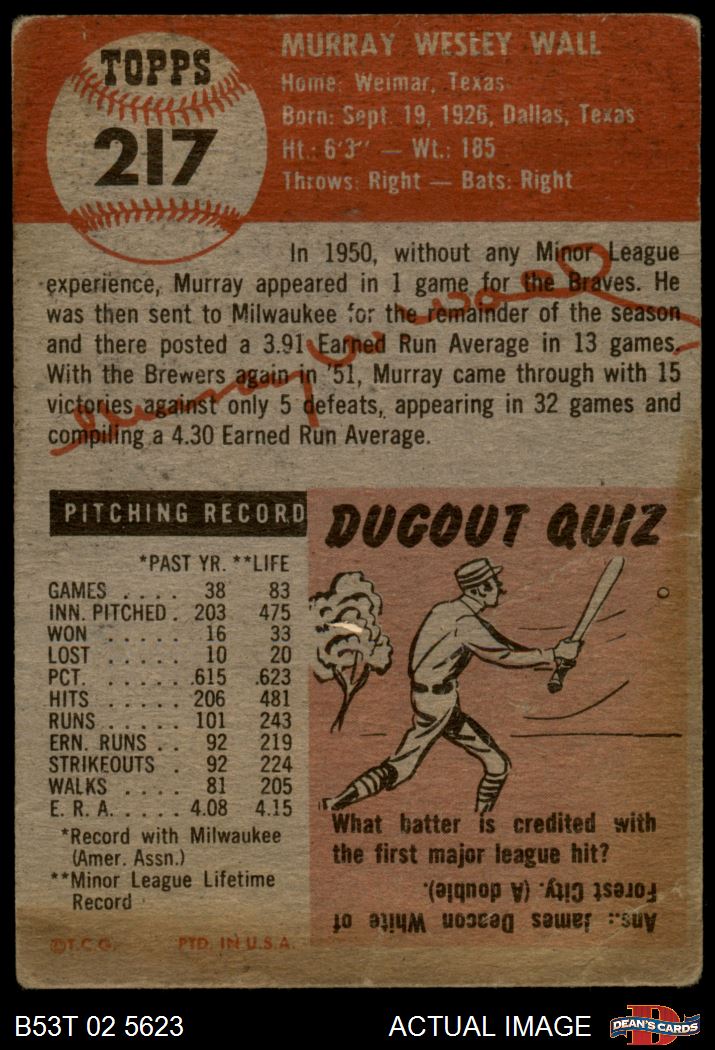 TOPPS
217
MURRAY WESLEY WALL
Home: Weimar, Texas
Born: Sept. 19, 1926, Dallas, Texas
Ht.: 6'3" — Wt.: 185
Throws: Right — Bats: Right
In 1950, without any Minor League
experience, Murray appeared in 1 game for the Braves. He
was then sent to Milwaukee for the remainder of the season
and there posted a 3.91 Earned Run Average in 13 games.
With the Brewers again in '51, Murray came through with 15
victories against only 5 defeats, appearing in 32 games and
compiling a 4.30 Earned Run Average.
Murray W Wall
PITCHING RECORD
*PAST YR. **LIFE
GAMES . . . . 38 83
INN. PITCHED . 203 475
WON . . . . . 16 33
LOST . . . . . 10 20
PCT. . . . . . .615 .623
HITS . . . . . 206 481
RUNS . . . . . 101 243
ERN. RUNS . . 92 219
STRIKEOUTS . 92 224
WALKS . . . . 81 205
E. R. A. . . . . 4.08 4.15
*Record with Milwaukee
(Amer. Assn.)
**Minor League Lifetime
Record
©T.C.G. PTD. IN U.S.A.
DUGOUT QUIZ
What batter is credited with
the first major league hit?
Ans.: James Deacon White of
Forest City. (A double).
B53T 02 5623
ACTUAL IMAGE
D
DEAN'S CARDS